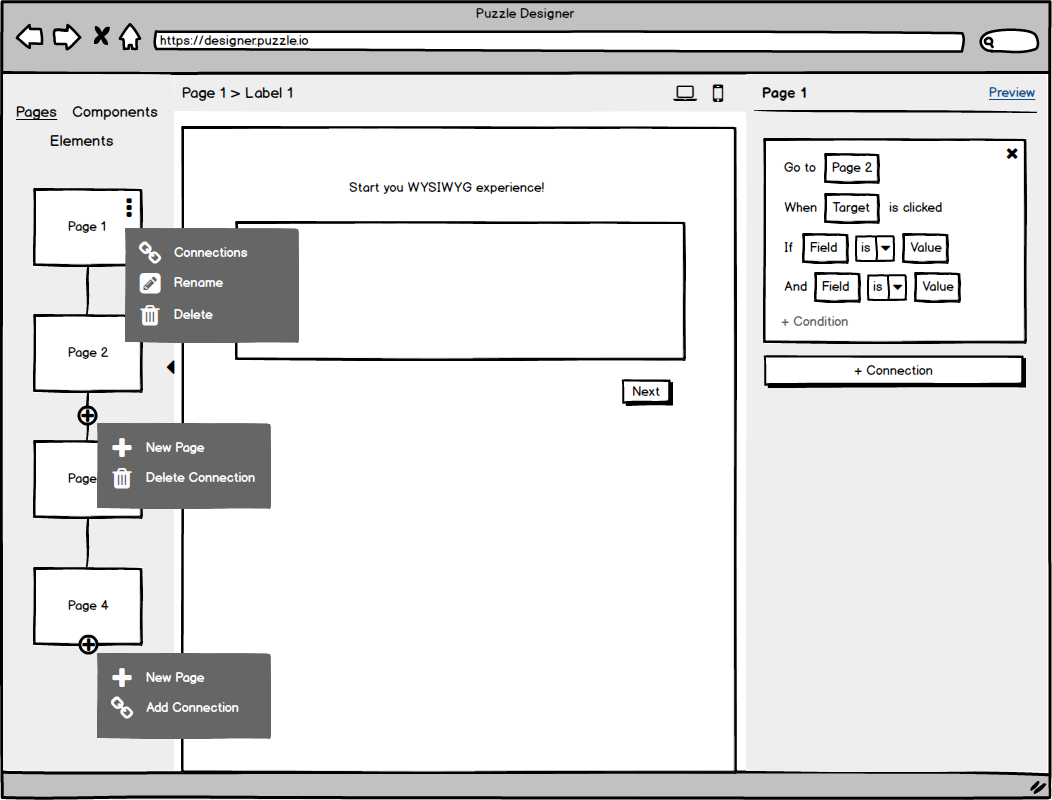 Puzzle Designer
https://designer.puzzle.io
Pages Components
Elements
Page 1
Connections
Rename
Delete
Page 2
New Page
Delete Connection
Page
Page 4
New Page
Add Connection
Page 1 > Label 1
Start you WYSIWYG experience!
Next
Page 1 Preview
Go to Page 2
When Target is clicked
If Field is Value
And Field is Value
+ Condition
+ Connection